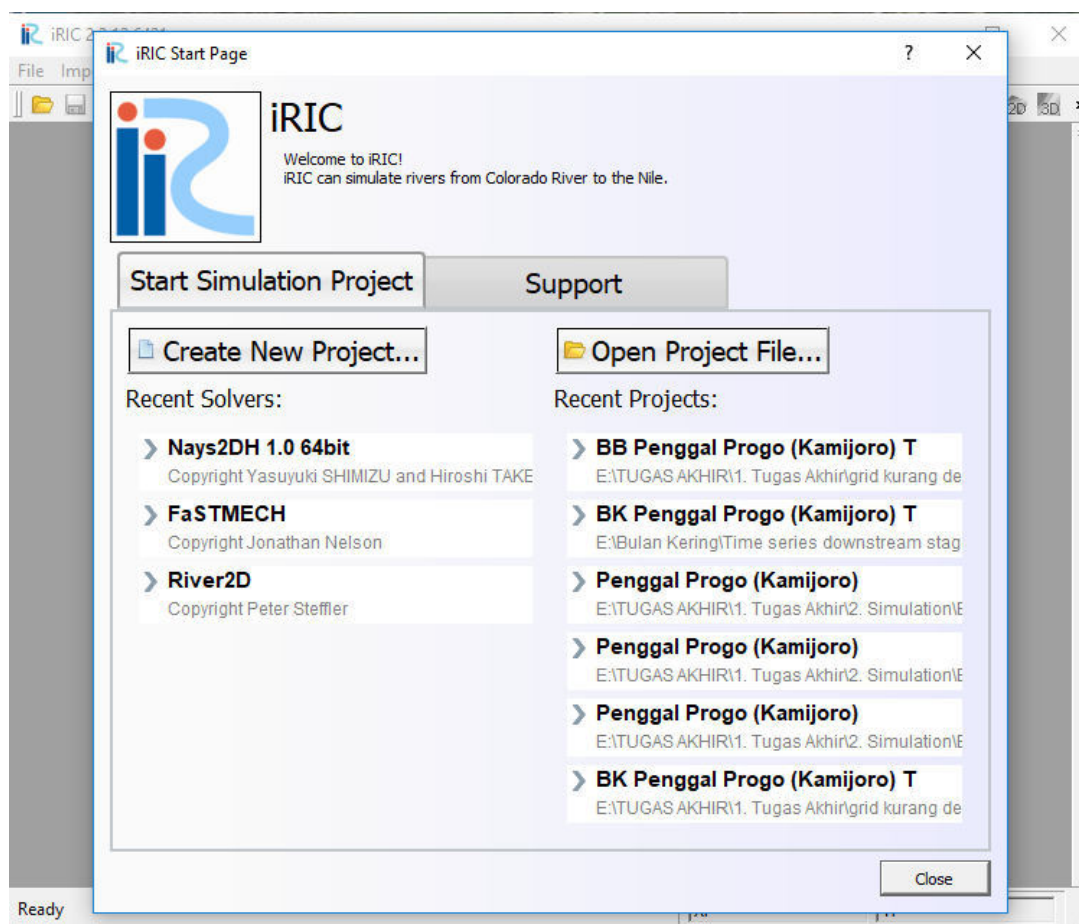 iRIC 2
iRIC Start Page
?
File Imp
iRIC
Welcome to iRIC!
iRIC can simulate rivers from Colorado River to the Nile.
2D 3D
Start Simulation Project
Support
Create New Project...
Open Project File...
Recent Solvers:
Recent Projects:
Nays2DH 1.0 64bit
Copyright Yasuyuki SHIMIZU and Hiroshi TAKE
FaSTMECH
Copyright Jonathan Nelson
River2D
Copyright Peter Steffler
BB Penggal Progo (Kamijoro) T
E:\TUGAS AKHIR\1. Tugas Akhir\grid kurang de
BK Penggal Progo (Kamijoro) T
E:\Bulan Kering\Time series downstream stag
Penggal Progo (Kamijoro)
E:\TUGAS AKHIR\1. Tugas Akhir\2. Simulation\E
Penggal Progo (Kamijoro)
E:\TUGAS AKHIR\1. Tugas Akhir\2. Simulation\E
Penggal Progo (Kamijoro)
E:\TUGAS AKHIR\1. Tugas Akhir\2. Simulation\E
BK Penggal Progo (Kamijoro) T
E:\TUGAS AKHIR\1. Tugas Akhir\grid kurang de
Close
Ready